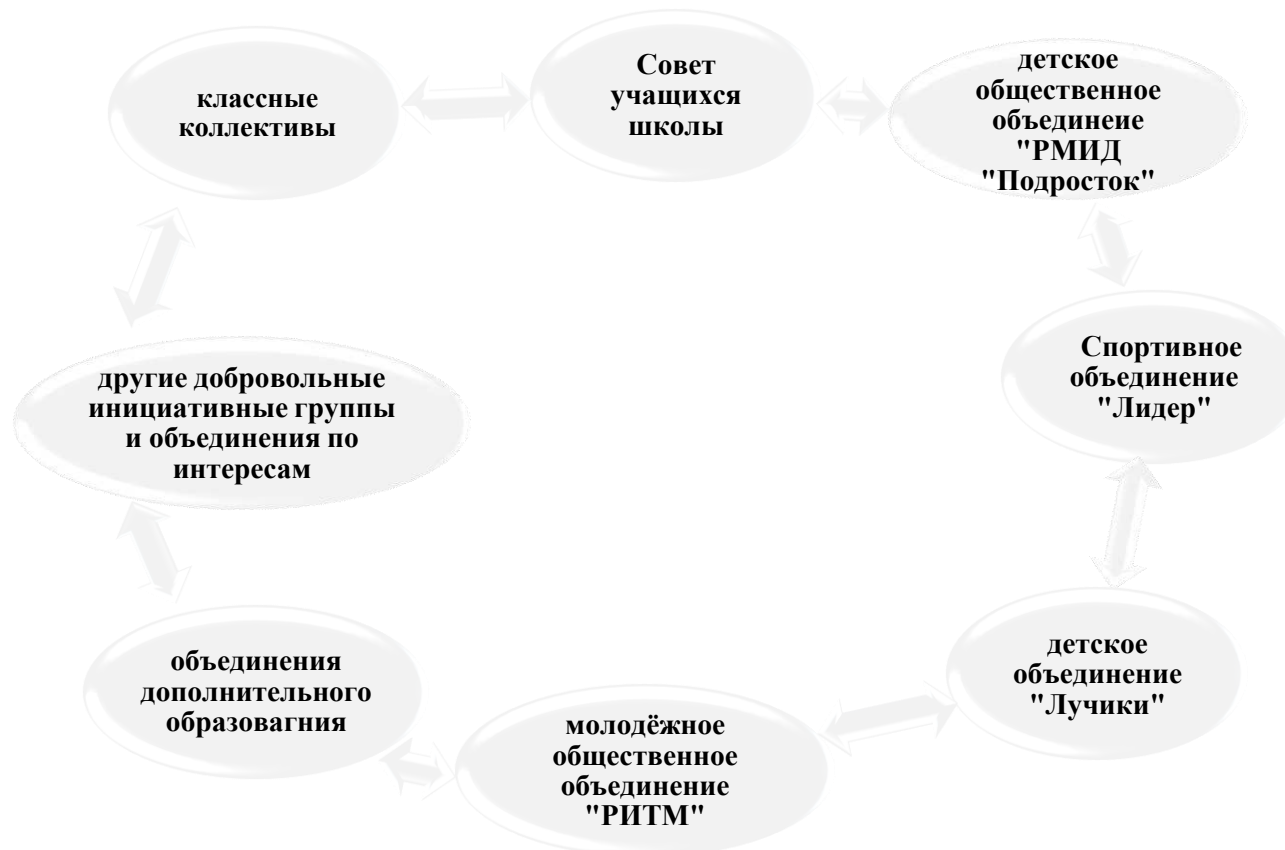 Совет
учащихся
школы
детское
общественное
объединеие
"РМИД
"Подросток"
Спортивное
объединение
"Лидер"
детское
объединение
"Лучики"
молодёжное
общественное
объединение
"РИТМ"
объединения
дополнительного
образовагния
другие добровольные
инициативные группы
и объединения по
интересам
классные
коллективы